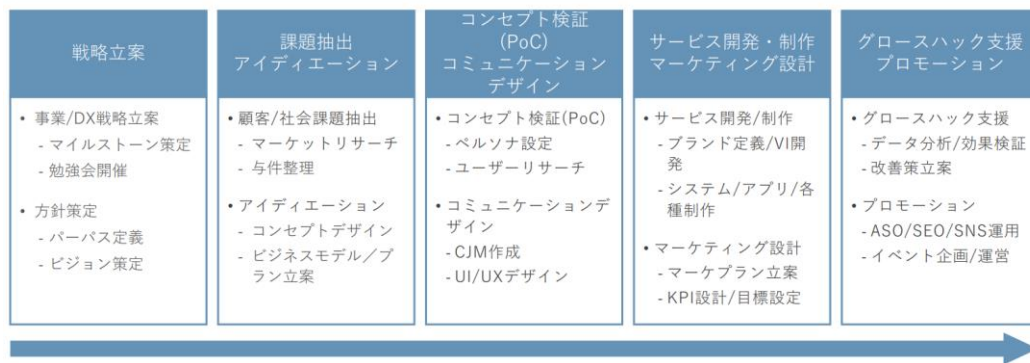 戦略立案
• 事業/DX戦略立案
- マイルストーン策定
- 勉強会開催
• 方針策定
- パーパス定義
- ビジョン策定
課題抽出
アイディエーション
• 顧客/社会課題抽出
- マーケットリサーチ
- 与件整理
• アイディエーション
- コンセプトデザイン
- ビジネスモデル／プ
ラン立案
コンセプト検証
(PoC)
コミュニケーション
デザイン
• コンセプト検証(PoC)
- ペルソナ設定
- ユーザーリサーチ
• コミュニケーションデ
ザイン
- CJM作成
- UI/UXデザイン
サービス開発・制作
マーケティング設計
• サービス開発/制作
- ブランド定義/VI開
発
- システム/アプリ/各
種制作
• マーケティング設計
- マーケプラン立案
- KPI設計/目標設定
グロースハック支援
プロモーション
• グロースハック支援
- データ分析/効果検証
- 改善策立案
• プロモーション
- ASO/SEO/SNS運用
- イベント企画/運営